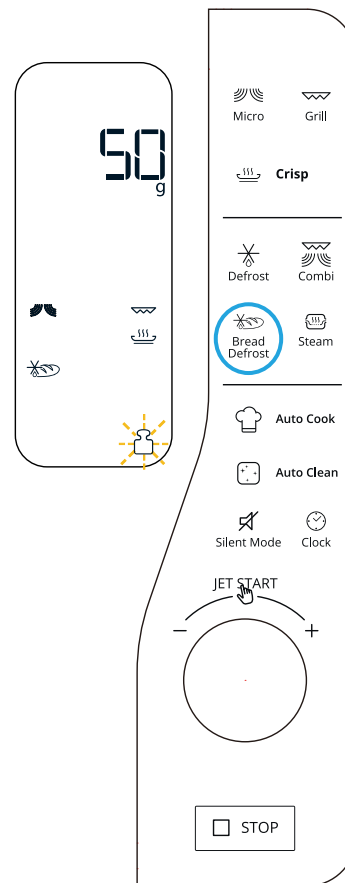 50
g
Micro Grill
Crisp
Defrost Combi
Bread
Defrost
Steam
Auto Cook
Auto Clean
Silent Mode Clock
JET START
− +
STOP